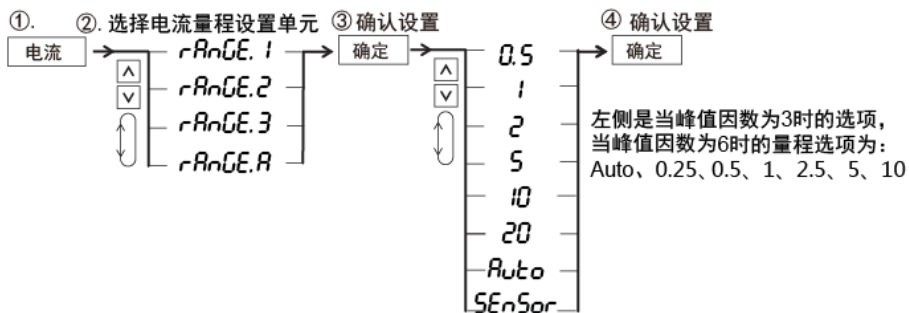 ①.
②. 选择电流量程设置单元
③ 确认设置
④ 确认设置
电流
rAnGE. 1
rAnGE.2
rAnGE.3
rAnGE.A
确定
0.5
1
2
5
10
20
Auto
SEnSor
确定
左侧是当峰值因数为3时的选项，
当峰值因数为6时的量程选项为：
Auto、0.25、0.5、1、2.5、5、10